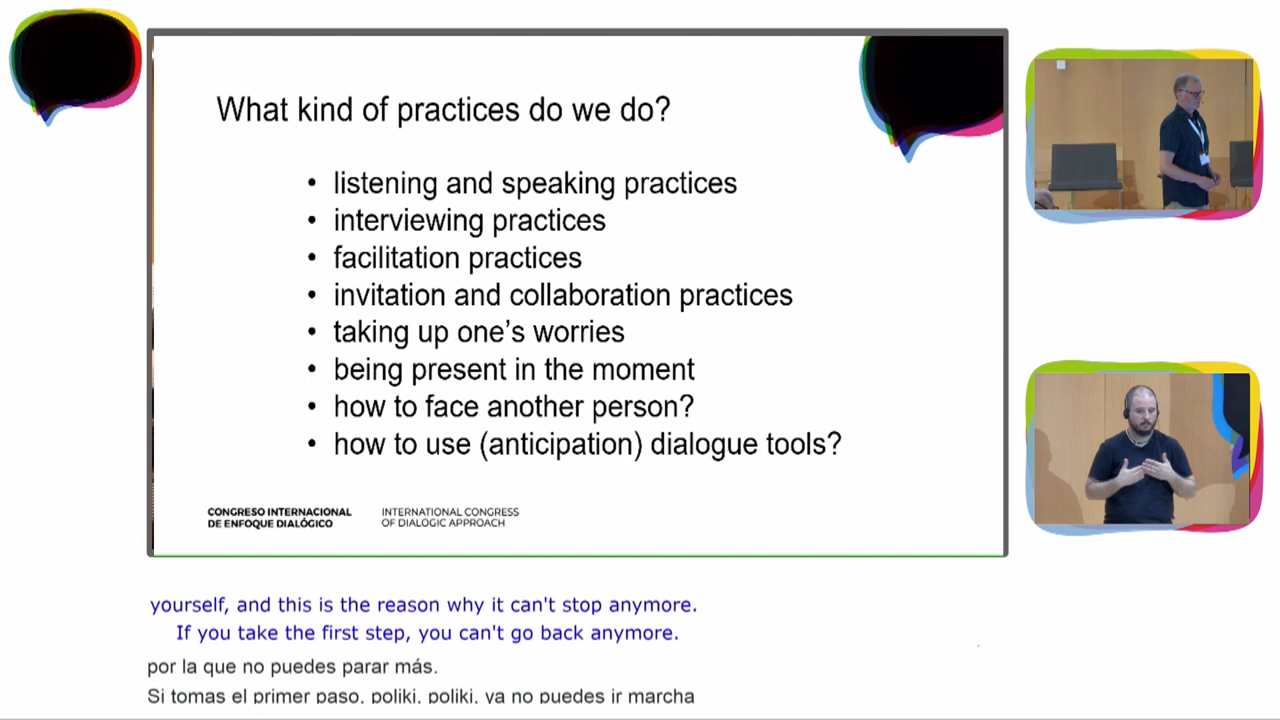 What kind of practices do we do?
• listening and speaking practices
• interviewing practices
• facilitation practices
• invitation and collaboration practices
• taking up one’s worries
• being present in the moment
• how to face another person?
• how to use (anticipation) dialogue tools?
CONGRESO INTERNACIONAL
DE ENFOQUE DIALÓGICO
INTERNATIONAL CONGRESS
OF DIALOGIC APPROACH
yourself, and this is the reason why it can't stop anymore.
If you take the first step, you can't go back anymore.
por la que no puedes parar más.
Si tomas el primer paso, poliki, poliki, ya no puedes ir marcha